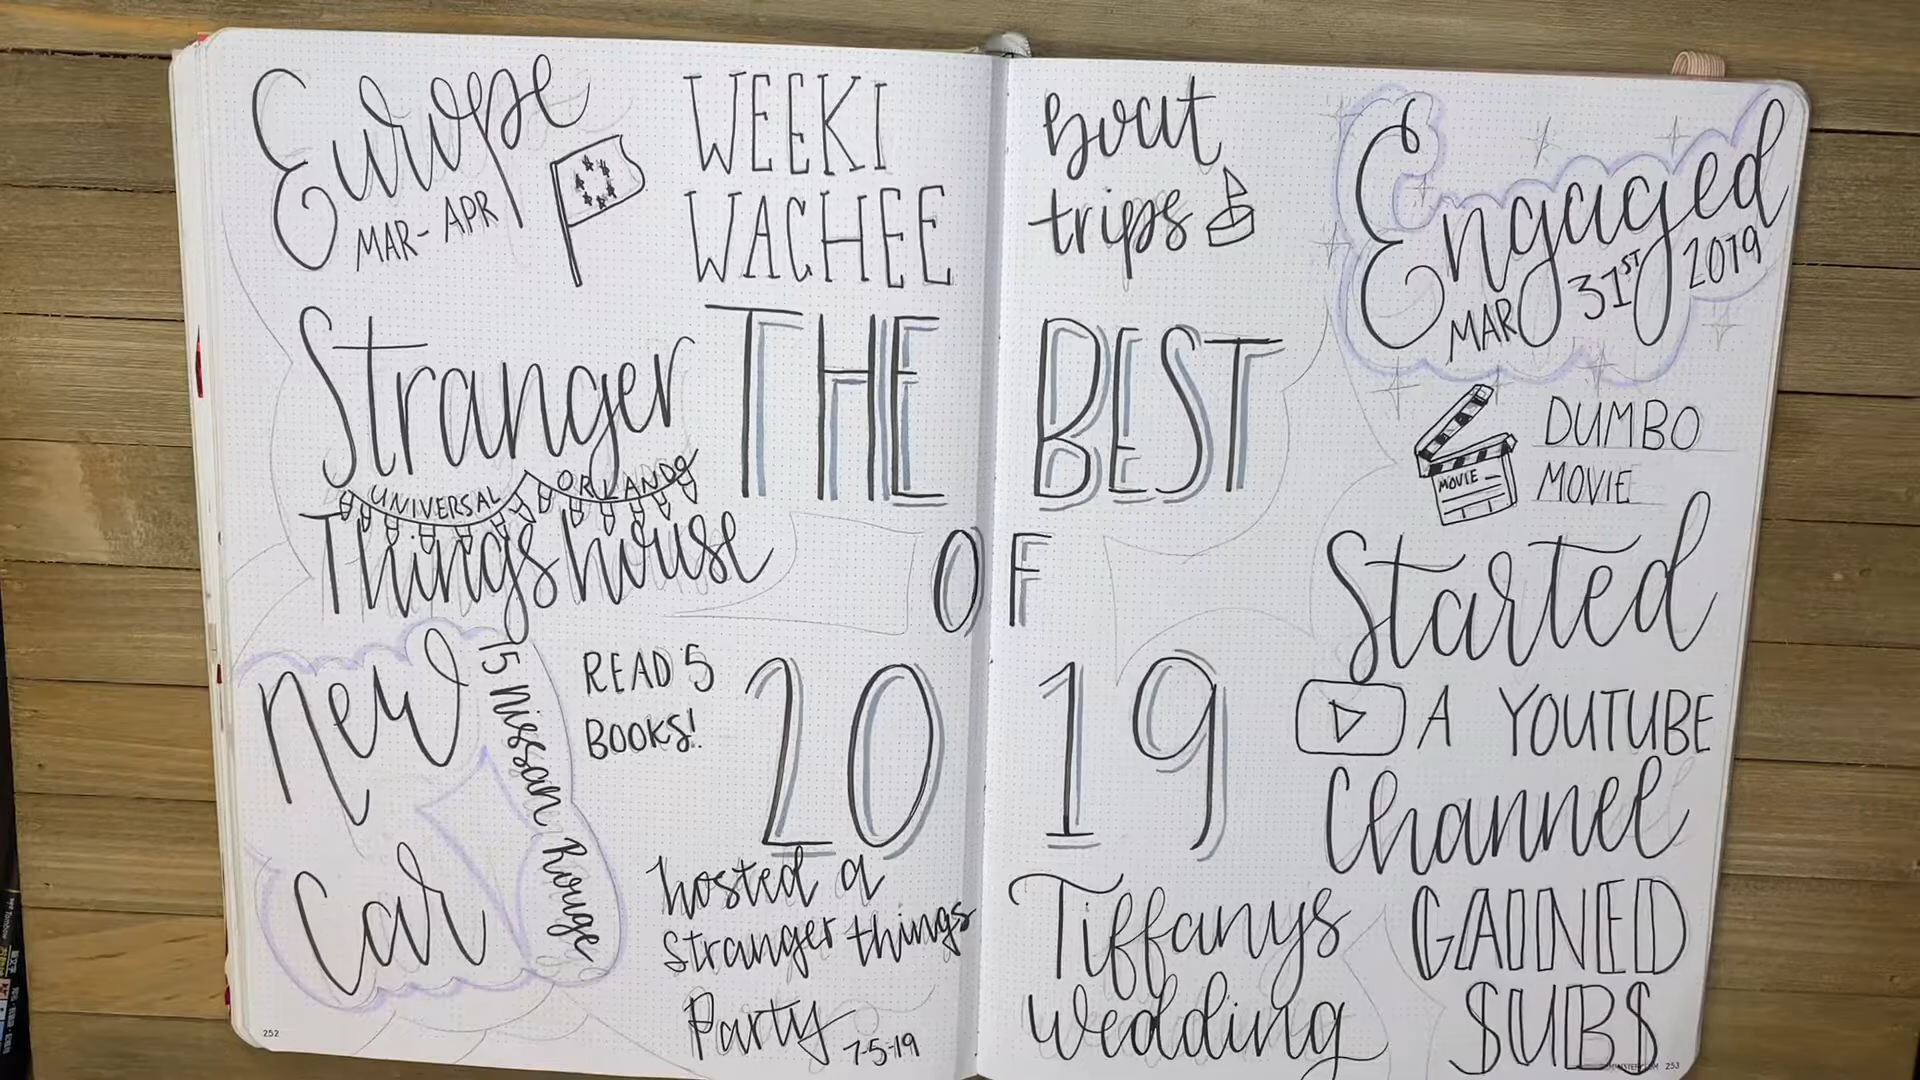 Europe
MAR-APR
WEEKI
WACHEE
Stranger
UNIVERSAL ORLANDO
Things house
New
Car
15 Nissan Rouge
READ 5
BOOKS!
hosted a
Stranger things
Party 7-5-19
THE BEST
OF
2019
boat
trips
Engaged
MAR 31ST 2019
MOVIE
DUMBO
MOVIE
Started
A YOUTUBE
Channel
Tiffanys
wedding
GAINED
SUBS
252
253